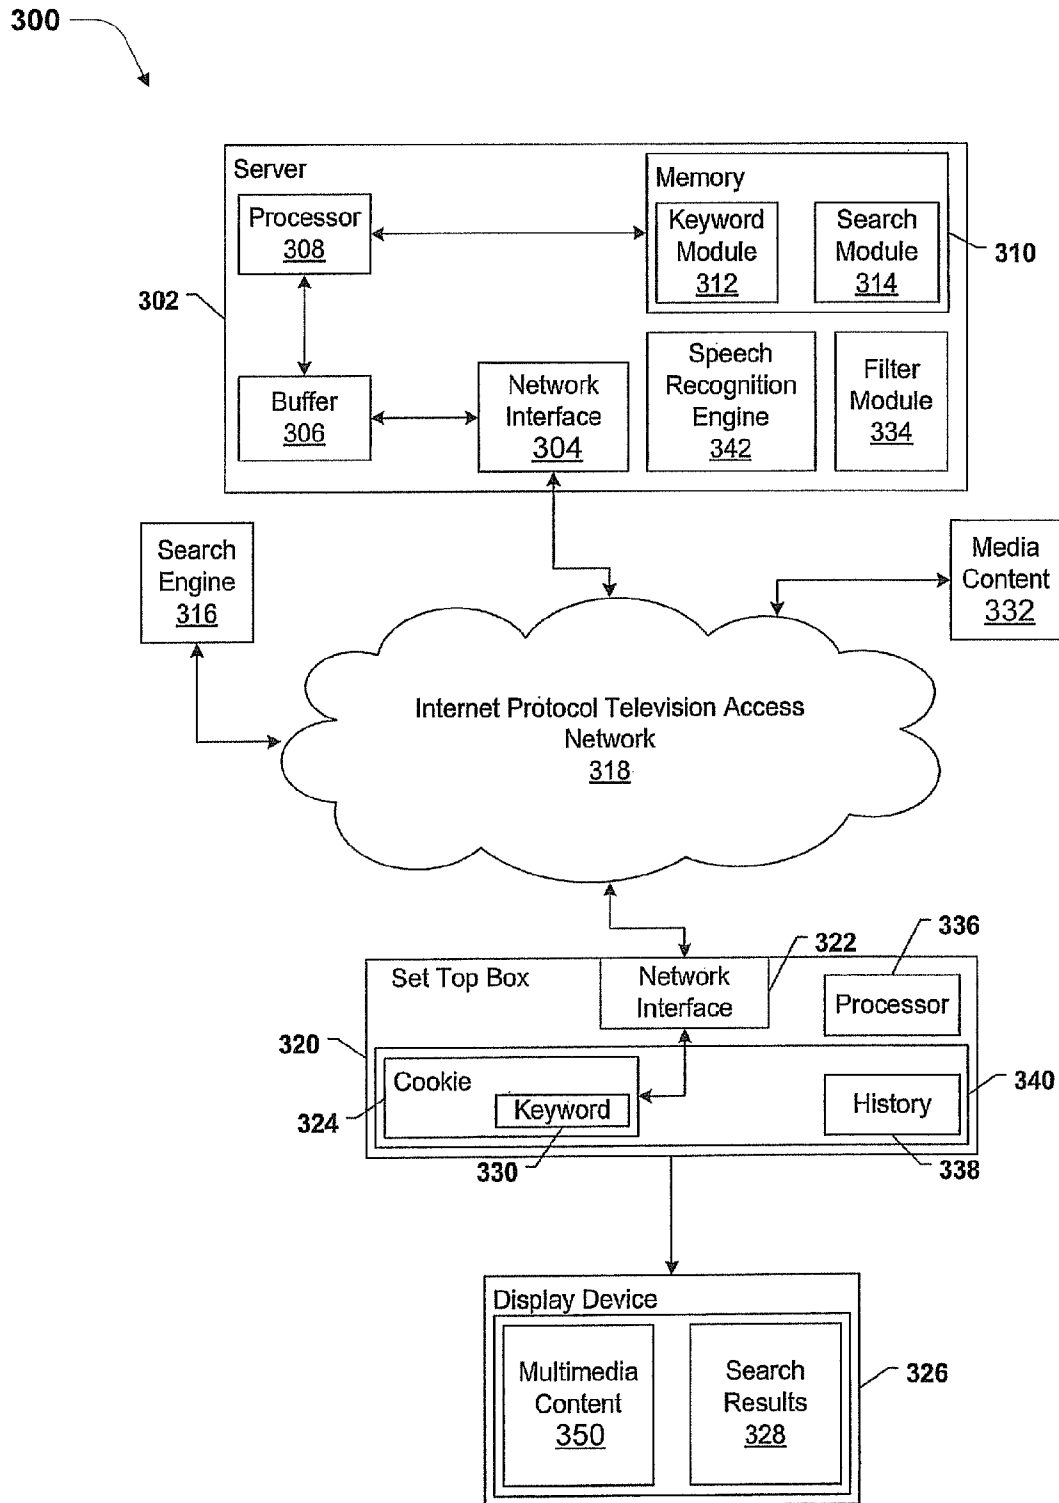 300
Server
Processor
308
Memory
Keyword
Module
312
Search
Module
314
310
302
Buffer
306
Network
Interface
304
Speech
Recognition
Engine
342
Filter
Module
334
Search
Engine
316
Media
Content
332
Internet Protocol Television Access
Network
318
336
322
Set Top Box
Network
Interface
Processor
320
Cookie
Keyword
324
330
History
340
338
Display Device
Multimedia
Content
350
Search
Results
328
326